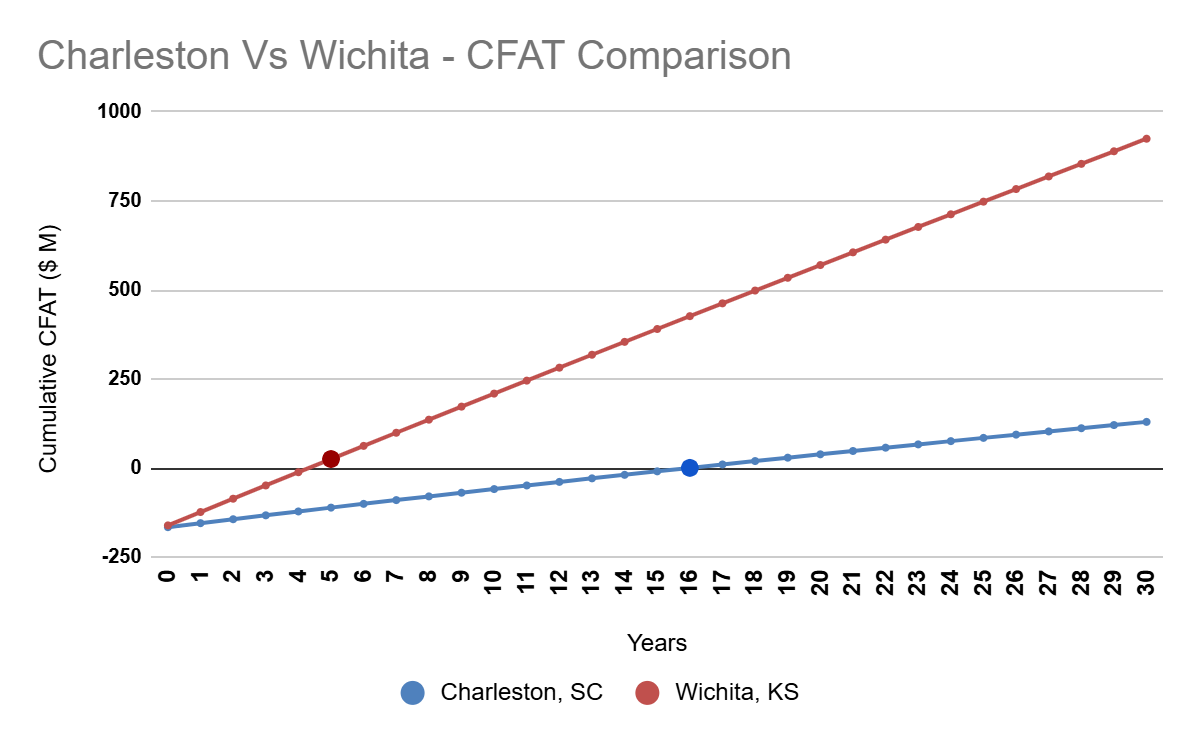 Charleston Vs Wichita - CFAT Comparison
Cumulative CFAT ($ M)
1000
750
500
250
0
-250
0 1 2 3 4 5 6 7 8 9 10 11 12 13 14 15 16 17 18 19 20 21 22 23 24 25 26 27 28 29 30
Years
Charleston, SC Wichita, KS